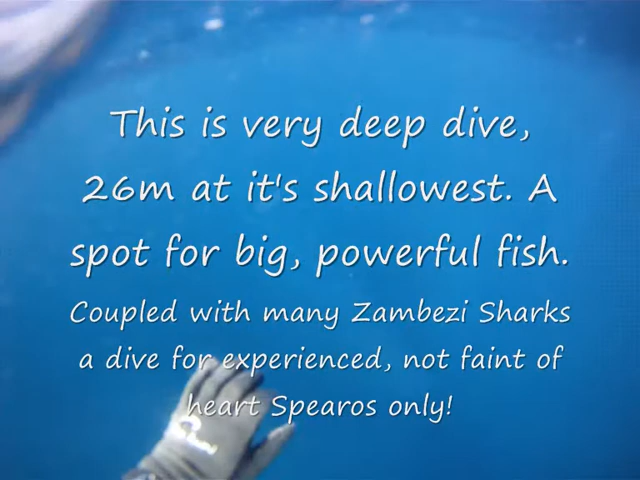 This is very deep dive,
26m at it's shallowest. A
spot for big, powerful fish.
Coupled with many Zambezi Sharks
a dive for experienced, not faint of
heart Spearos only!